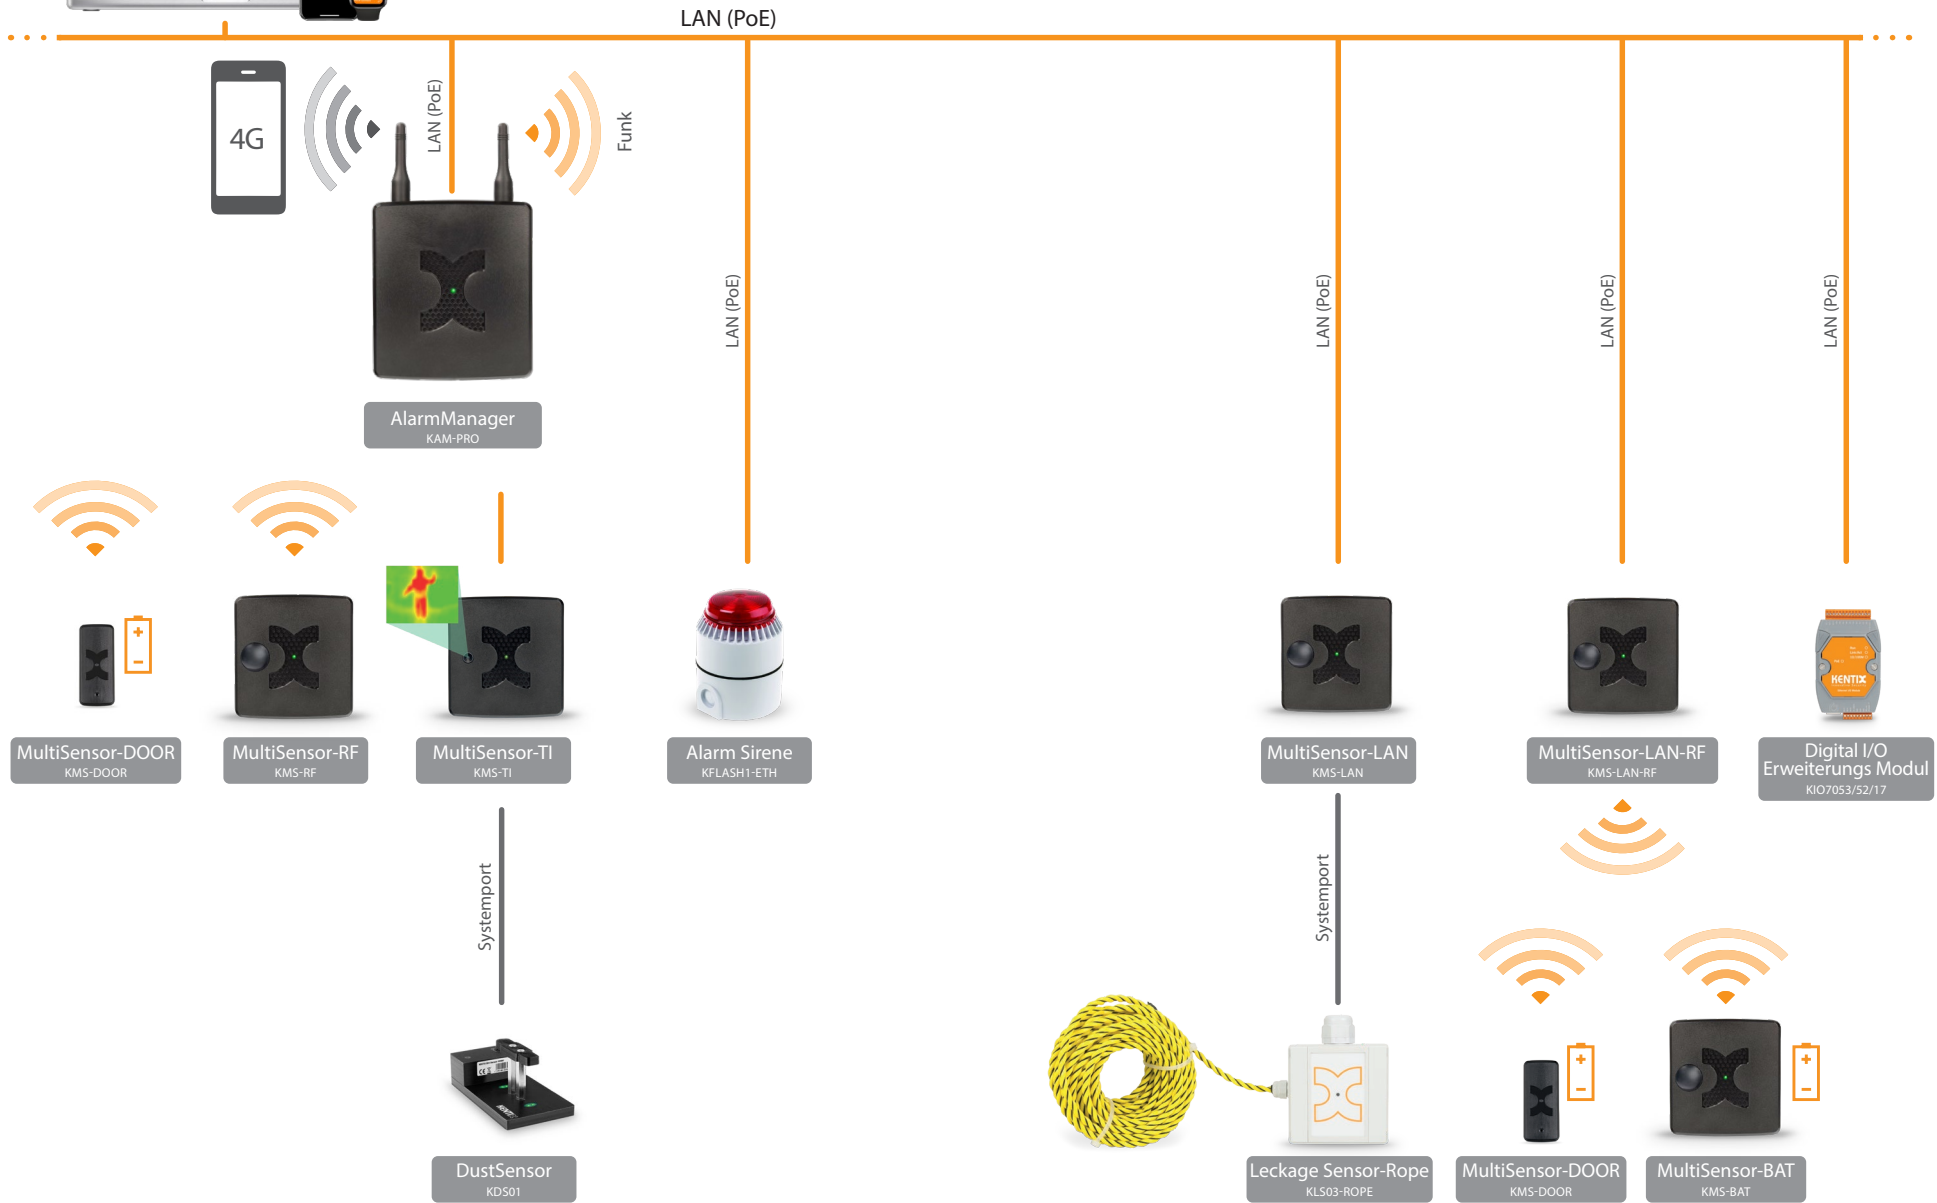 LAN (PoE)
4G
LAN (PoE)
Funk
LAN (PoE)
LAN (PoE)
LAN (PoE)
LAN (PoE)
AlarmManager
KAM-PRO
KENTIX
MultiSensor-DOOR
KMS-DOOR
MultiSensor-RF
KMS-RF
MultiSensor-TI
KMS-TI
Alarm Sirene
KFLASH1-ETH
MultiSensor-LAN
KMS-LAN
MultiSensor-LAN-RF
KMS-LAN-RF
Digital I/O
Erweiterungs Modul
KIO7053/52/17
Systemport
Systemport
DustSensor
KDS01
Leckage Sensor-Rope
KLS03-ROPE
MultiSensor-DOOR
KMS-DOOR
MultiSensor-BAT
KMS-BAT